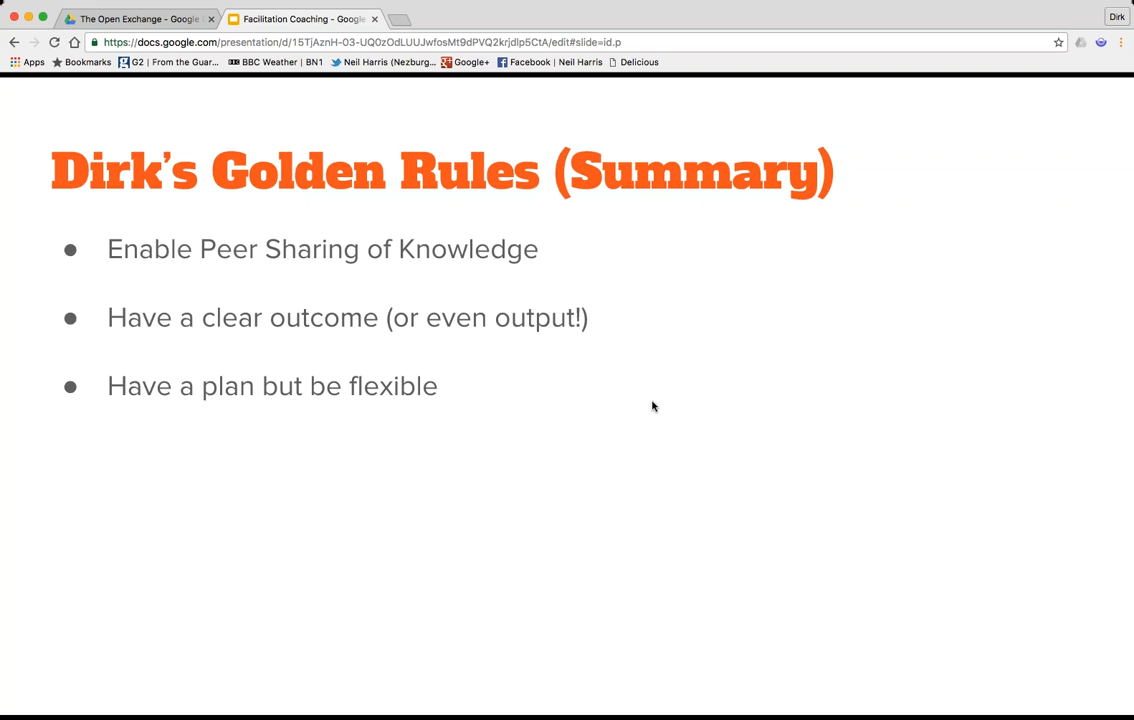 The Open Exchange - Google
Facilitation Coaching - Google
Dirk
https://docs.google.com/presentation/d/15TjAznH-03-UQ0zOdLUUJwfosMt9dPVQ2krjdlp5CtA/edit#slide=id.p
Apps Bookmarks G2 | From the Guar... BBC Weather | BN1 Neil Harris (Nezburg... Google+ Facebook | Neil Harris Delicious
Dirk's Golden Rules (Summary)
● Enable Peer Sharing of Knowledge
● Have a clear outcome (or even output!)
● Have a plan but be flexible